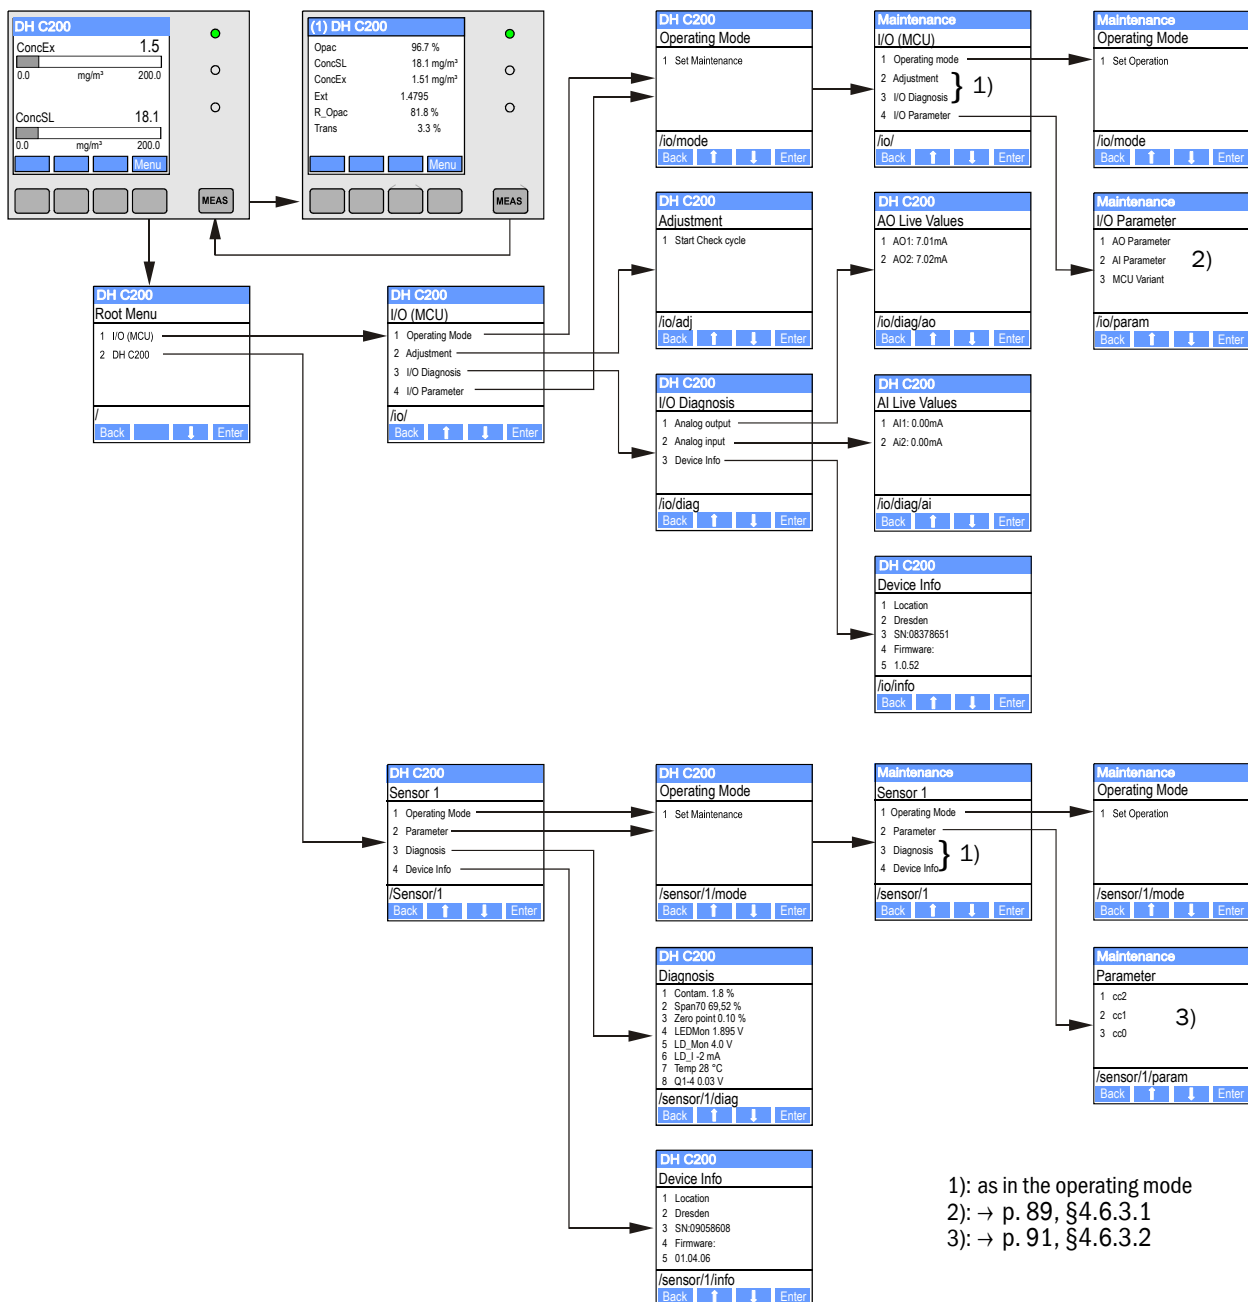 DH C200
ConcEx 1.5
0.0 mg/m³ 200.0
ConcSL 18.1
0.0 mg/m³ 200.0
Menu
MEAS
(1) DH C200
Opac 96.7 %
ConcSL 18.1 mg/m³
ConcEx 1.51 mg/m³
Ext 1.4795
R_Opac 81.8 %
Trans 3.3 %
Menu
MEAS
DH C200
Operating Mode
1 Set Maintenance
/io/mode
Back Enter
Maintenance
I/O (MCU)
1 Operating mode
2 Adjustment
3 I/O Diagnosis
} 1)
4 I/O Parameter
/io/
Back Enter
Maintenance
Operating Mode
1 Set Operation
/io/mode
Back Enter
DH C200
Adjustment
1 Start Check cycle
/io/adj
Back Enter
DH C200
AO Live Values
1 AO1: 7.01mA
2 AO2: 7.02mA
/io/diag/ao
Back Enter
Maintenance
I/O Parameter
1 AO Parameter
2 AI Parameter
3 MCU Variant
2)
/io/param
Back Enter
DH C200
Root Menu
1 I/O (MCU)
2 DH C200
/
Back Enter
DH C200
I/O (MCU)
1 Operating Mode
2 Adjustment
3 I/O Diagnosis
4 I/O Parameter
/io/
Back Enter
DH C200
I/O Diagnosis
1 Analog output
2 Analog input
3 Device Info
/io/diag
Back Enter
DH C200
AI Live Values
1 AI1: 0.00mA
2 Ai2: 0.00mA
/io/diag/ai
Back Enter
DH C200
Device Info
1 Location
2 Dresden
3 SN:08378651
4 Firmware:
5 1.0.52
/io/info
Back Enter
DH C200
Sensor 1
1 Operating Mode
2 Parameter
3 Diagnosis
4 Device Info
/Sensor/1
Back Enter
DH C200
Operating Mode
1 Set Maintenance
/sensor/1/mode
Back Enter
Maintenance
Sensor 1
1 Operating Mode
2 Parameter
3 Diagnosis
4 Device Info
} 1)
/sensor/1
Back Enter
Maintenance
Operating Mode
1 Set Operation
/sensor/1/mode
Back Enter
DH C200
Diagnosis
1 Contam. 1.8 %
2 Span70 69,52 %
3 Zero point 0.10 %
4 LEDMon 1.895 V
5 LD_Mon 4.0 V
6 LD_I -2 mA
7 Temp 28 °C
8 Q1-4 0.03 V
/sensor/1/diag
Back Enter
Maintenance
Parameter
1 cc2
2 cc1
3 cc0
3)
/sensor/1/param
Back Enter
DH C200
Device Info
1 Location
2 Dresden
3 SN:09058608
4 Firmware:
5 01.04.06
/sensor/1/info
Back Enter
1): as in the operating mode
2): → p. 89, §4.6.3.1
3): → p. 91, §4.6.3.2